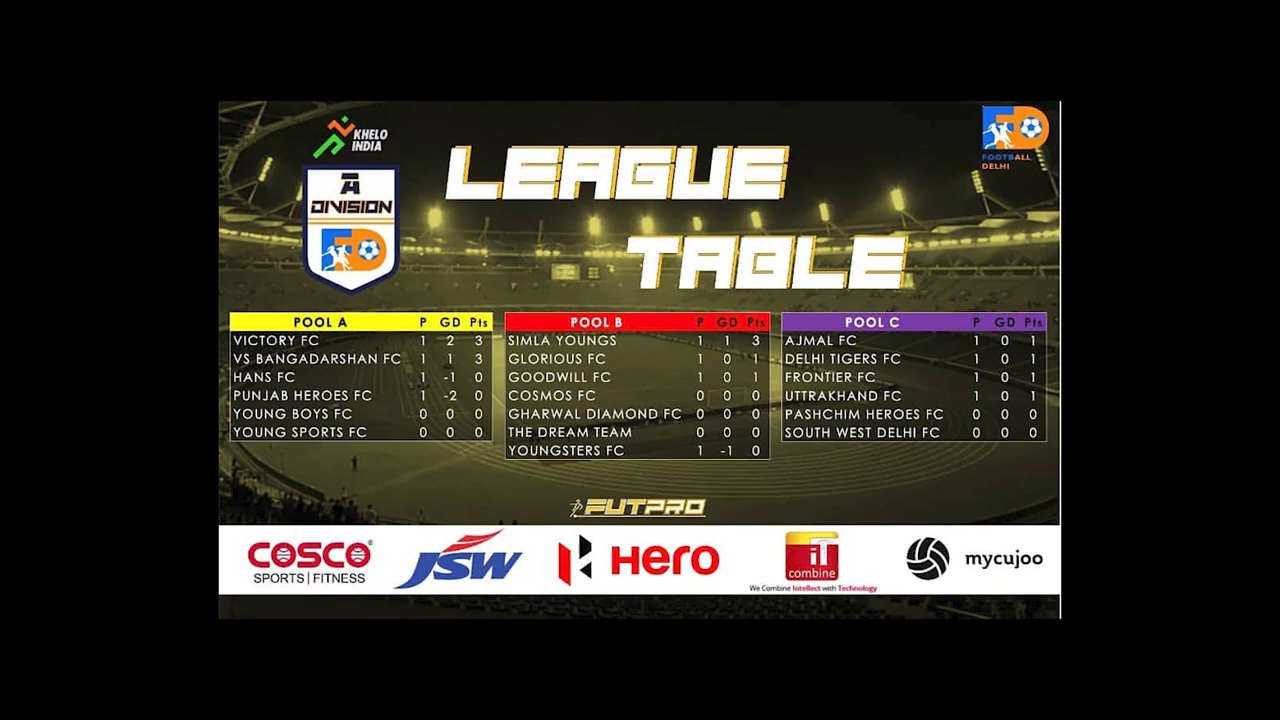 KHELO
INDIA
A
DIVISION
FD
LEAGUE
TABLE
FD
FOOTBALL
DELHI
POOL A P GD Pts
VICTORY FC 1 2 3
VS BANGADARSHAN FC 1 1 3
HANS FC 1 -1 0
PUNJAB HEROES FC 1 -2 0
YOUNG BOYS FC 0 0 0
YOUNG SPORTS FC 0 0 0
POOL B P GD Pts
SIMLA YOUNGS 1 1 3
GLORIOUS FC 1 0 1
GOODWILL FC 1 0 1
COSMOS FC 0 0 0
GHARWAL DIAMOND FC 0 0 0
THE DREAM TEAM 0 0 0
YOUNGSTERS FC 1 -1 0
POOL C P GD Pts
AJMAL FC 1 0 1
DELHI TIGERS FC 1 0 1
FRONTIER FC 1 0 1
UTTRAKHAND FC 1 0 1
PASHCHIM HEROES FC 0 0 0
SOUTH WEST DELHI FC 0 0 0
FUTPRO
COSCO®
SPORTS | FITNESS
JSW
HERO
iT
combine
We Combine Intellect with Technology
mycujoo